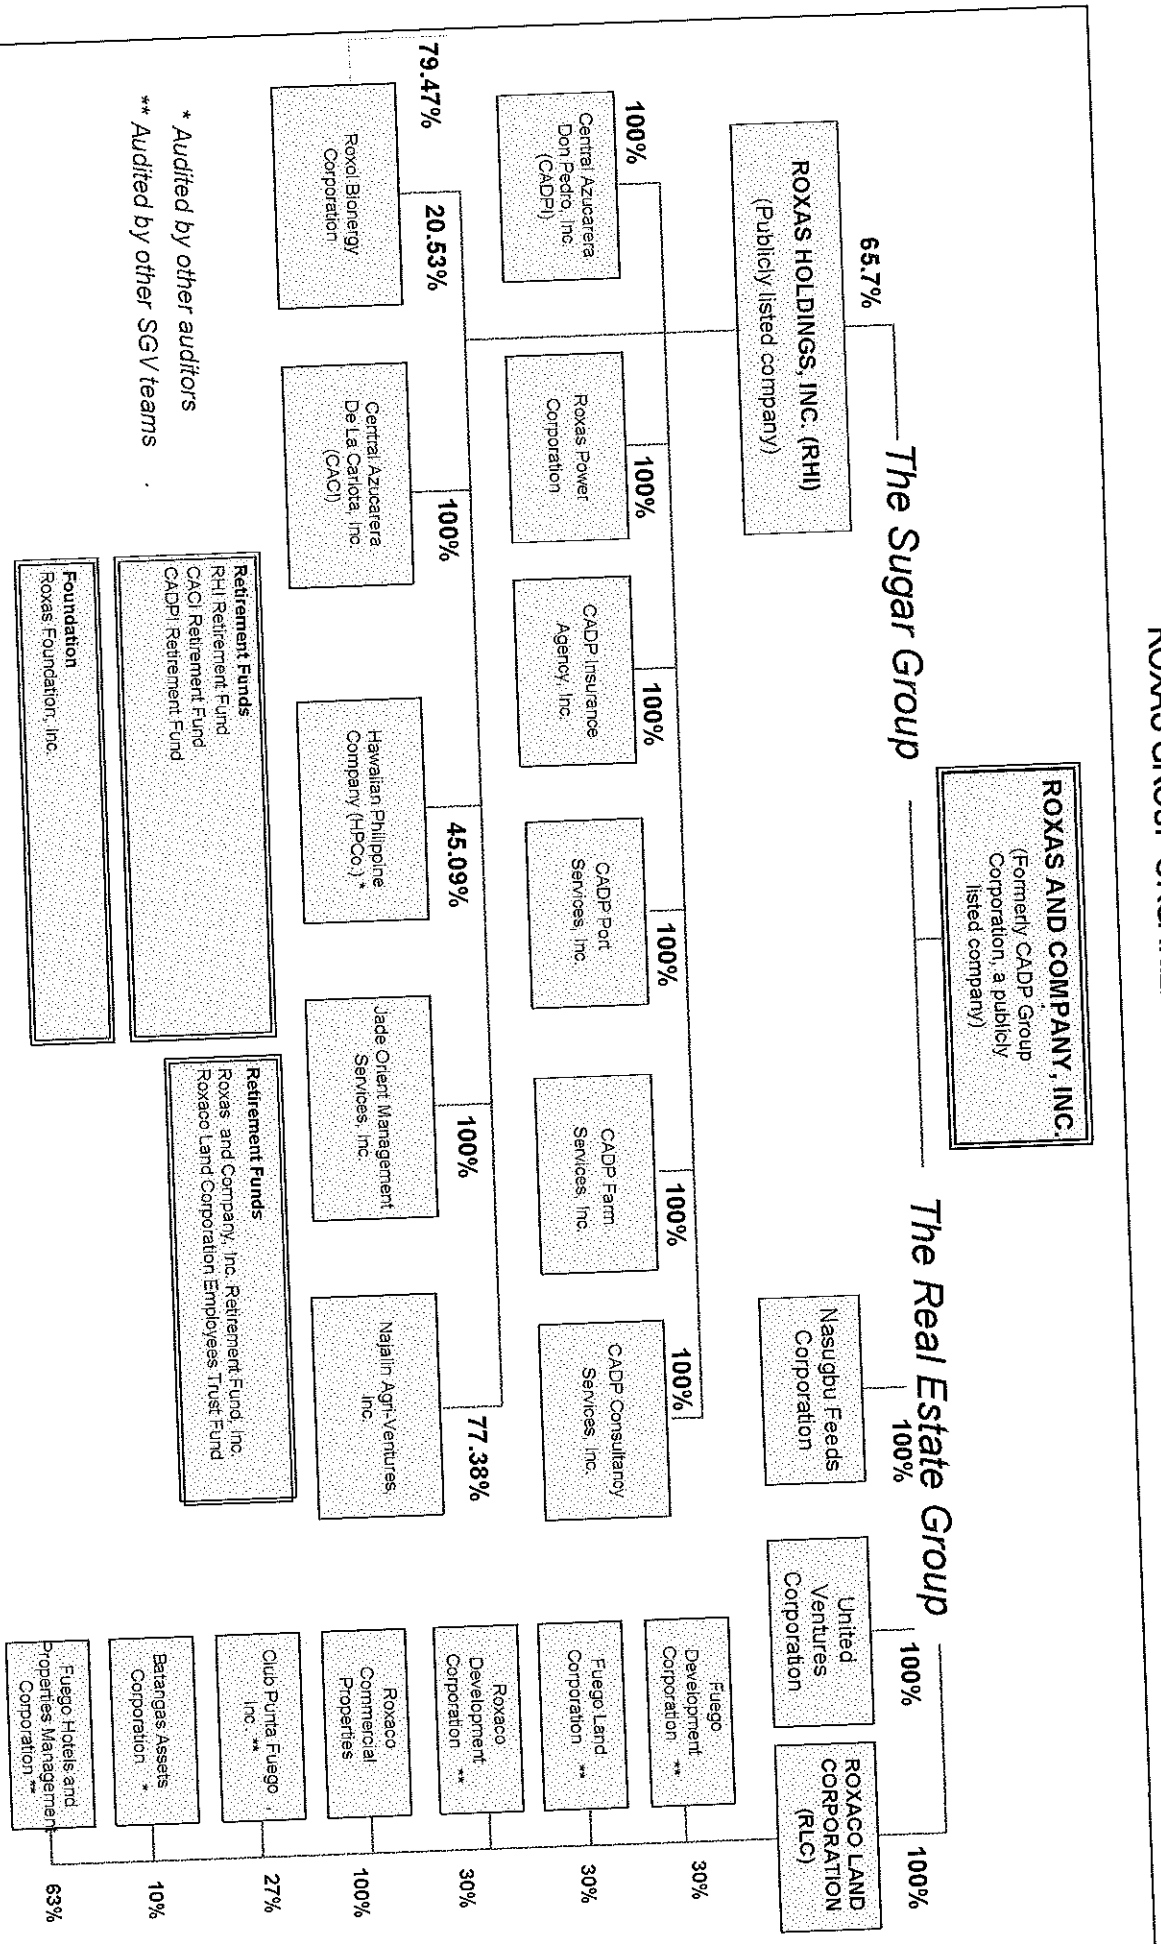 ROXAS AND COMPANY, INC.
(Formerly CADP Group
Corporation, a publicly
listed company)
The Sugar Group
The Real Estate Group
65.7%
ROXAS HOLDINGS, INC. (RHI)
(Publicly listed company)
100%
Nasugbu Feeds
Corporation
100%
United
Ventures
Corporation
100%
ROXACO LAND
CORPORATION
(RLC)
100%
Central Azucarera
Don Pedro, Inc.
(CADPI)
100%
Roxas Power
Corporation
100%
CADP Insurance
Agency, Inc.
100%
CADP Port
Services, Inc.
100%
CADP Farm
Services, Inc.
100%
CADP Consultancy
Services, Inc.
79.47%
20.53%
Roxol Bionergy
Corporation
100%
Central Azucarera
De La Carlota, Inc.
(CACI)
45.09%
Hawaiian Philippine
Company (HPCo.) *
100%
Jade Orient Management
Services, Inc.
77.38%
Najalin Agri-Ventures,
Inc.
Fuego
Development
Corporation **
30%
Fuego Land
Corporation **
30%
Roxaco
Development
Corporation **
30%
Roxaco
Commercial
Properties
100%
Club Punta Fuego ,
Inc. **
27%
Batangas Assets
Corporation *
10%
Fuego Hotels and
Properties Management
Corporation **
63%
* Audited by other auditors
** Audited by other SGV teams
Retirement Funds
RHI Retirement Fund
CACI Retirement Fund
CADPI Retirement Fund
Retirement Funds
Roxas and Company, Inc. Retirement Fund, Inc.
Roxaco Land Corporation Employees Trust Fund
Foundation
Roxas Foundation, Inc.